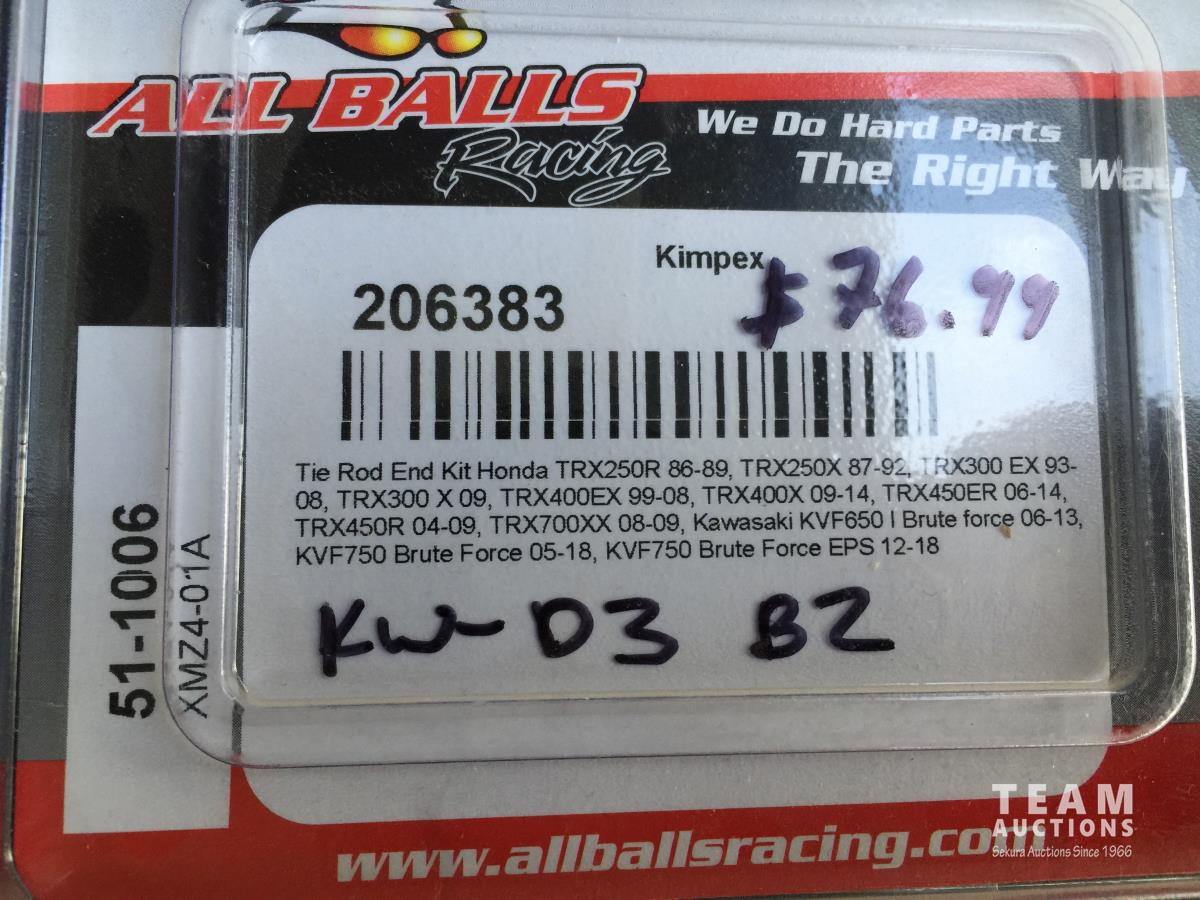 ALL BALLS
Racing
We Do Hard Parts
The Right Way
Kimpex
$76.99
206383
Tie Rod End Kit Honda TRX250R 86-89, TRX250X 87-92, TRX300 EX 93-
08, TRX300 X 09, TRX400EX 99-08, TRX400X 09-14, TRX450ER 06-14,
TRX450R 04-09, TRX700XX 08-09, Kawasaki KVF650 I Brute force 06-13,
KVF750 Brute Force 05-18, KVF750 Brute Force EPS 12-18
KW- D3 B2
51-1006
XMZ4-01A
www.allballsracing.com
TEAM
AUCTIONS
Sekura Auctions Since 1966